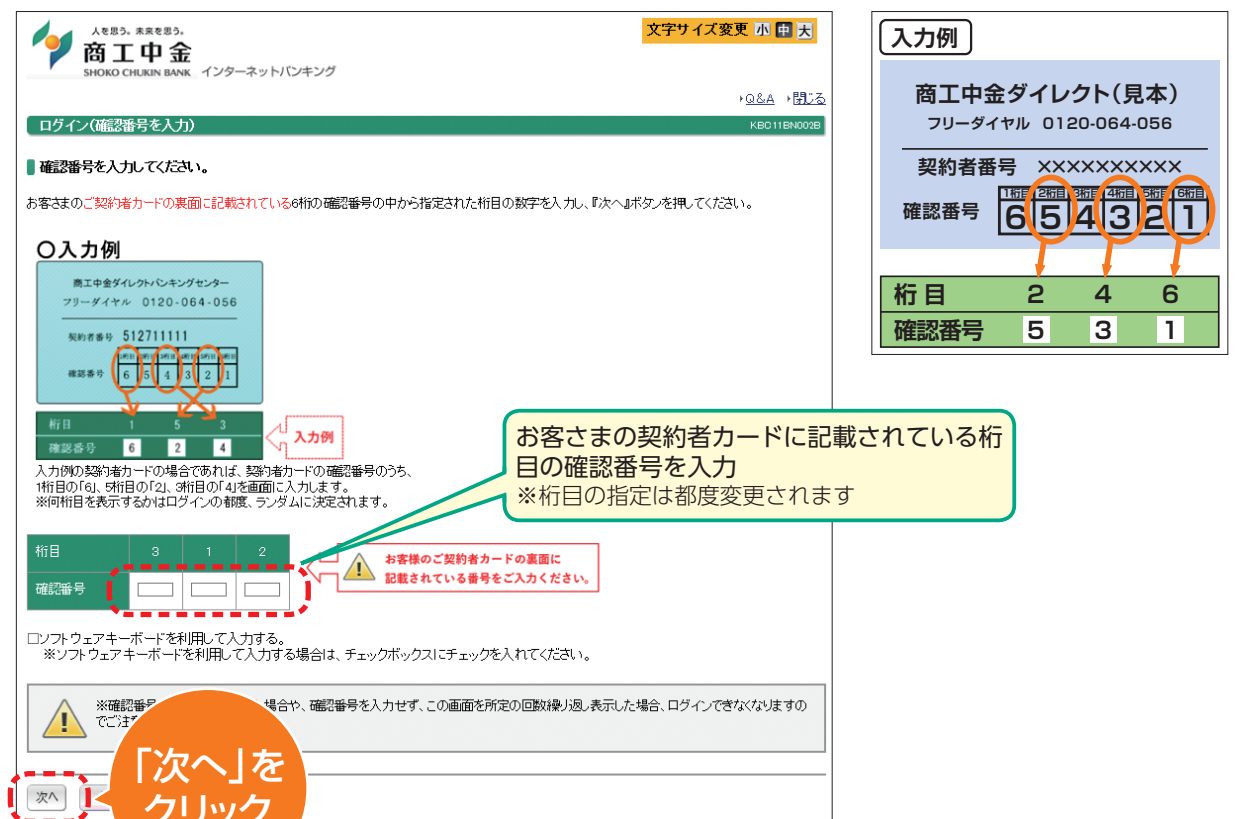 人を思う。未来を思う。
商工中金
SHOKO CHUKIN BANK インターネットバンキング
文字サイズ変更 小 中 大
Q&A 閉じる
ログイン(確認番号を入力) KBC11BN002B
確認番号を入力してください。
お客さまのご契約者カードの裏面に記載されている6桁の確認番号の中から指定された桁目の数字を入力し、『次へ』ボタンを押してください。
〇入力例
商工中金ダイレクトバンキングセンター
フリーダイヤル 0120-064-056
契約者番号 512711111
1桁目 2桁目 3桁目 4桁目 5桁目 6桁目
確認番号 6 5 4 3 2 1
桁目 1 5 3
確認番号 6 2 4
入力例
入力例の契約者カードの場合であれば、契約者カードの確認番号のうち、
1桁目の「6」、5桁目の「2」、3桁目の「4」を画面に入力します。
※何桁目を表示するかはログインの都度、ランダムに決定されます。
お客さまの契約者カードに記載されている桁
目の確認番号を入力
※桁目の指定は都度変更されます
桁目 3 1 2
確認番号
お客様のご契約者カードの裏面に
記載されている番号をご入力ください。
□ソフトウェアキーボードを利用して入力する。
※ソフトウェアキーボードを利用して入力する場合は、チェックボックスにチェックを入れてください。
※確認番号 場合や、確認番号を入力せず、この画面を所定の回数繰り返し表示した場合、ログインできなくなりますの
でご注
「次へ」を
クリック
次へ
入力例
商工中金ダイレクト(見本)
フリーダイヤル 0120-064-056
契約者番号 ××××××××××
1桁目 2桁目 3桁目 4桁目 5桁目 6桁目
確認番号 6 5 4 3 2 1
桁目 2 4 6
確認番号 5 3 1